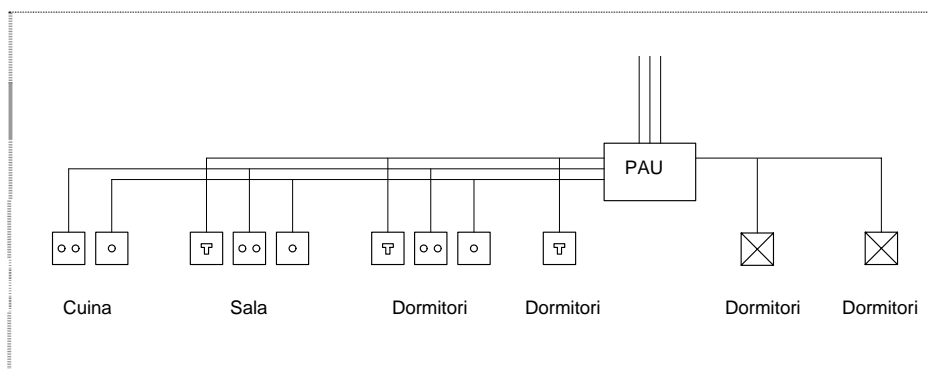 PAU
T
T
T
Cuina
Sala
Dormitori
Dormitori
Dormitori
Dormitori